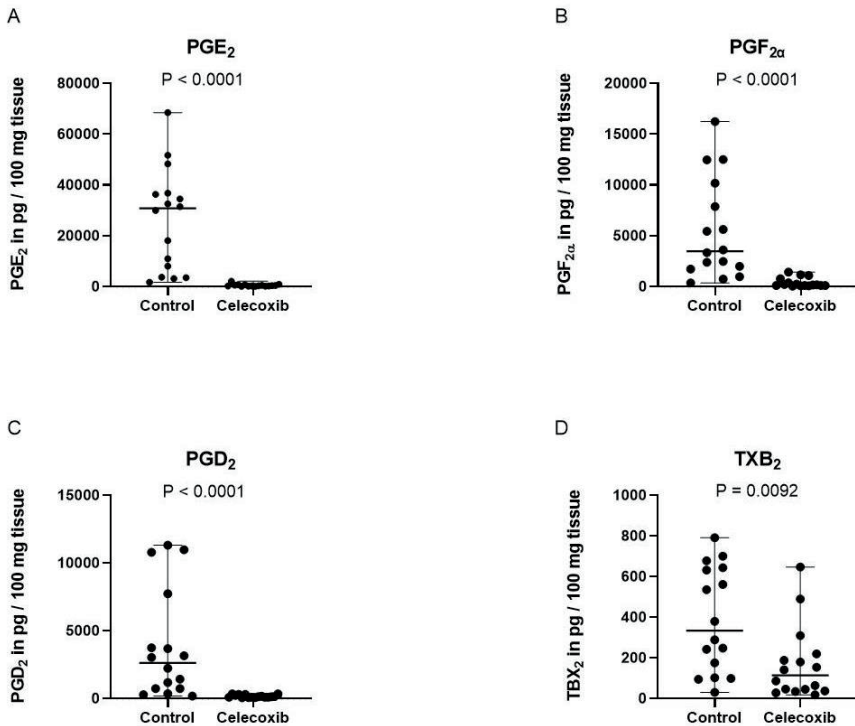 A
PGE₂
P < 0.0001
PGE₂ in pg / 100 mg tissue
80000
60000
40000
20000
0
Control Celecoxib
B
PGF₂α
P < 0.0001
PGF₂α in pg / 100 mg tissue
20000
15000
10000
5000
0
Control Celecoxib
C
PGD₂
P < 0.0001
PGD₂ in pg / 100 mg tissue
15000
10000
5000
0
Control Celecoxib
D
TXB₂
P = 0.0092
TBX₂ in pg / 100 mg tissue
1000
800
600
400
200
0
Control Celecoxib